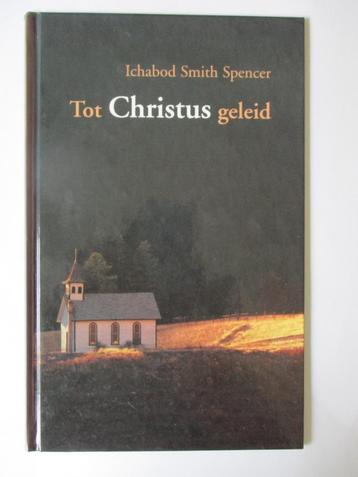 Ichabod Smith Spencer
Tot Christus geleid